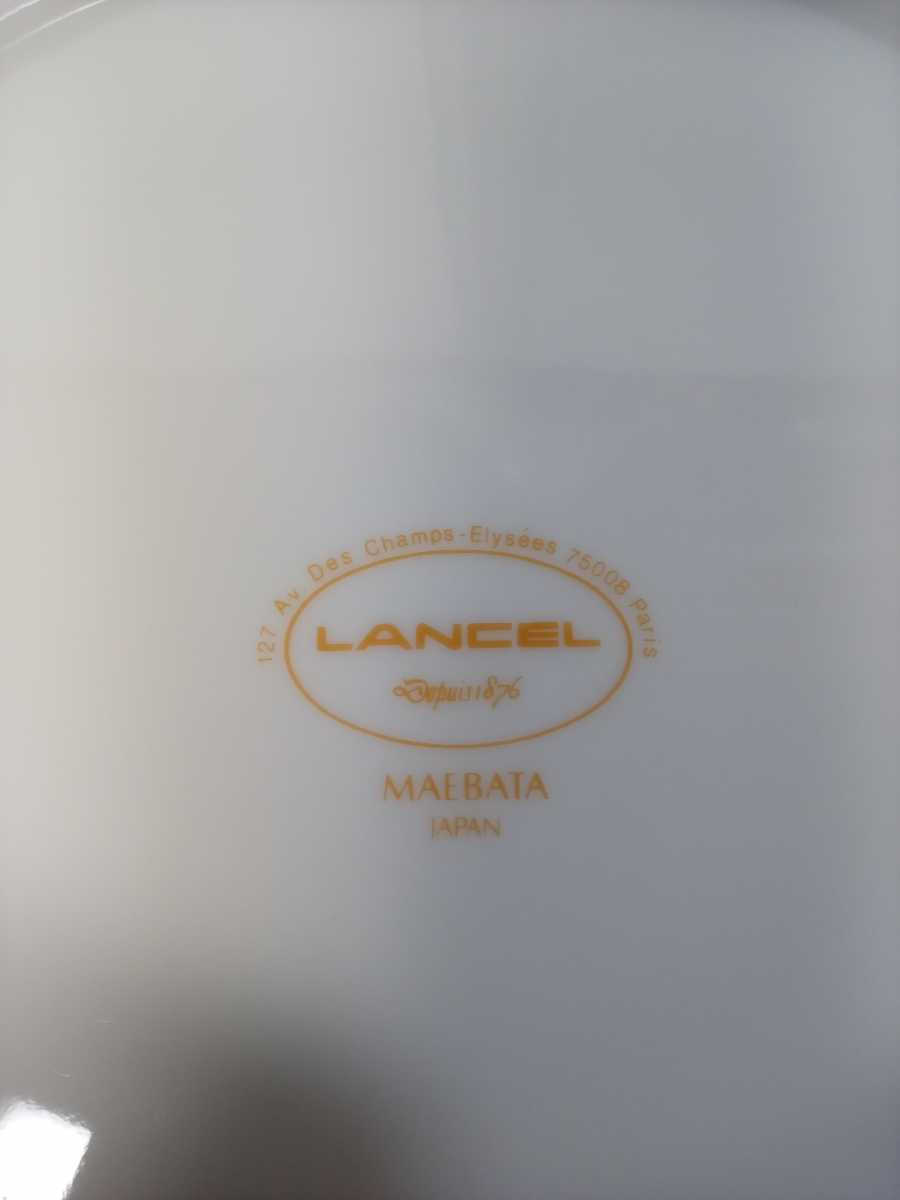 127 Av. Des Champs-Elysées 75008 Paris
LANCEL
Depuis 1876
MAEBATA
JAPAN